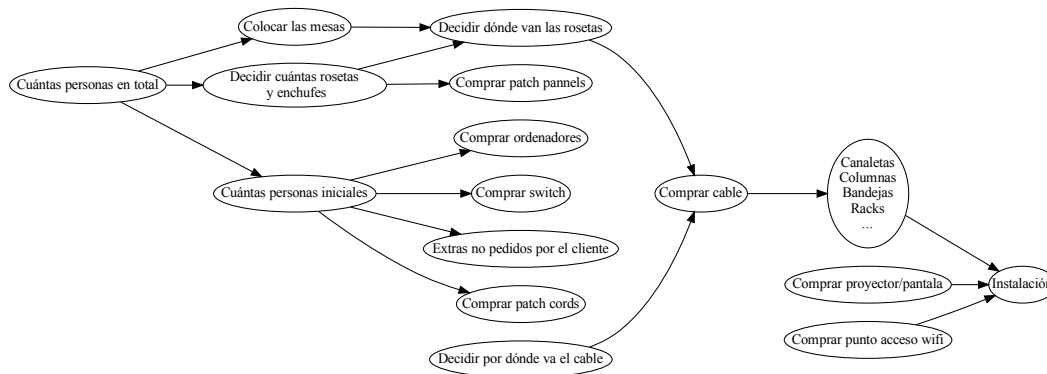 Colocar las mesas
Decidir dónde van las rosetas
Cuántas personas en total
Decidir cuántas rosetas
y enchufes
Comprar patch pannels
Comprar ordenadores
Cuántas personas iniciales
Comprar switch
Extras no pedidos por el cliente
Comprar patch cords
Decidir por dónde va el cable
Comprar cable
Canaletas
Columnas
Bandejas
Racks
...
Comprar proyector/pantala
Instalación
Comprar punto acceso wifi